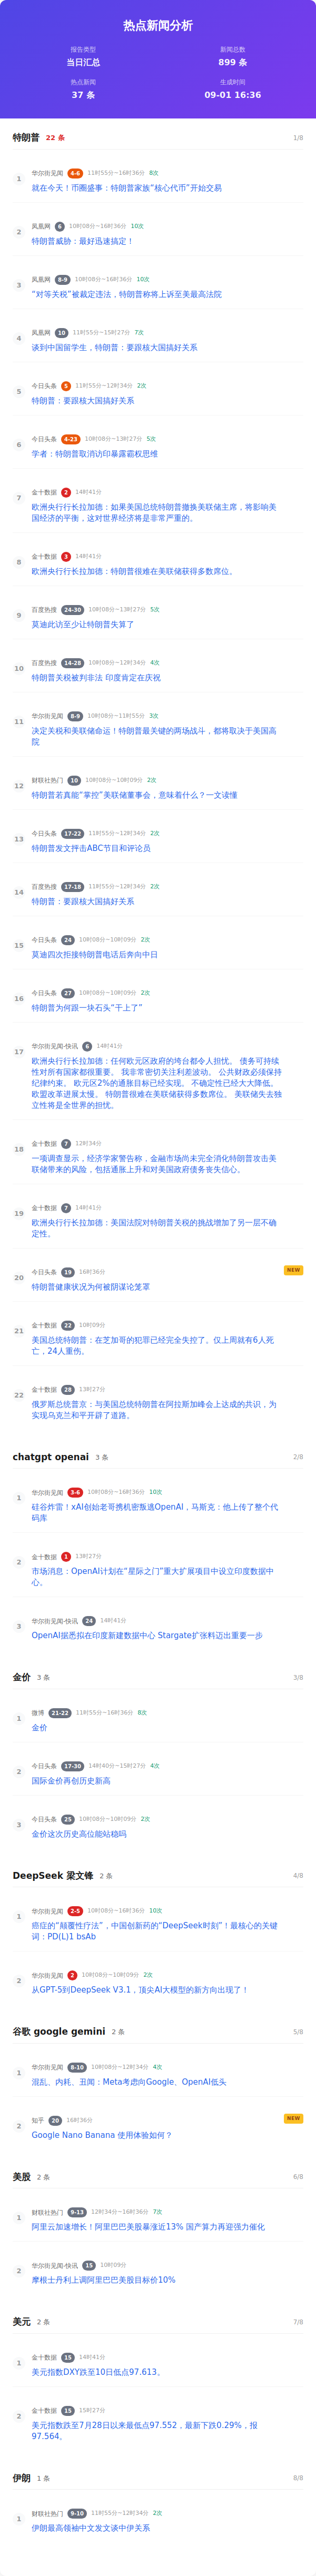 热点新闻分析
报告类型
新闻总数
当日汇总
899 条
热点新闻
生成时间
37 条
09-01 16:36
特朗普 22 条 1/8
1 华尔街见闻 4-6 11时55分~16时36分 8次
就在今天！币圈盛事：特朗普家族“核心代币”开始交易
2 凤凰网 6 10时08分~16时36分 10次
特朗普威胁：最好迅速搞定！
3 凤凰网 8-9 10时08分~16时36分 10次
“对等关税”被裁定违法，特朗普称将上诉至美最高法院
4 凤凰网 10 11时55分~15时27分 7次
谈到中国留学生，特朗普：要跟核大国搞好关系
5 今日头条 5 11时55分~12时34分 2次
特朗普：要跟核大国搞好关系
6 今日头条 4-23 10时08分~13时27分 5次
学者：特朗普取消访印暴露霸权思维
7 金十数据 2 14时41分
欧洲央行行长拉加德：如果美国总统特朗普撤换美联储主席，将影响美
国经济的平衡，这对世界经济将是非常严重的。
8 金十数据 3 14时41分
欧洲央行行长拉加德：特朗普很难在美联储获得多数席位。
9 百度热搜 24-30 10时08分~13时27分 5次
莫迪此访至少让特朗普失算了
10 百度热搜 14-28 10时08分~12时34分 4次
特朗普关税被判非法 印度肯定在庆祝
11 华尔街见闻 8-9 10时08分~11时55分 3次
决定关税和美联储命运！特朗普最关键的两场战斗，都将取决于美国高
院
12 财联社热门 10 10时08分~10时09分 2次
特朗普若真能“掌控”美联储董事会，意味着什么？一文读懂
13 今日头条 17-22 11时55分~12时34分 2次
特朗普发文抨击ABC节目和评论员
14 百度热搜 17-18 11时55分~12时34分 2次
特朗普：要跟核大国搞好关系
15 今日头条 24 10时08分~10时09分 2次
莫迪四次拒接特朗普电话后奔向中日
16 今日头条 27 10时08分~10时09分 2次
特朗普为何跟一块石头“干上了”
17 华尔街见闻-快讯 6 14时41分
欧洲央行行长拉加德：任何欧元区政府的垮台都令人担忧。 债务可持续
性对所有国家都很重要。 我非常密切关注利差波动。 公共财政必须保持
纪律约束。 欧元区2%的通胀目标已经实现。 不确定性已经大大降低。
欧盟改革进展太慢。 特朗普很难在美联储获得多数席位。 美联储失去独
立性将是全世界的担忧。
18 金十数据 7 12时34分
一项调查显示，经济学家警告称，金融市场尚未完全消化特朗普攻击美
联储带来的风险，包括通胀上升和对美国政府债务丧失信心。
19 金十数据 7 14时41分
欧洲央行行长拉加德：美国法院对特朗普关税的挑战增加了另一层不确
定性。
20 今日头条 19 16时36分 NEW
特朗普健康状况为何被阴谋论笼罩
21 金十数据 22 10时09分
美国总统特朗普：在芝加哥的犯罪已经完全失控了。仅上周就有6人死
亡，24人重伤。
22 金十数据 28 13时27分
俄罗斯总统普京：与美国总统特朗普在阿拉斯加峰会上达成的共识，为
实现乌克兰和平开辟了道路。
chatgpt openai 3 条 2/8
1 华尔街见闻 3-6 10时08分~16时36分 10次
硅谷炸雷！xAI创始老哥携机密叛逃OpenAI，马斯克：他上传了整个代
码库
2 金十数据 1 13时27分
市场消息：OpenAI计划在“星际之门”重大扩展项目中设立印度数据中
心。
3 华尔街见闻-快讯 24 14时41分
OpenAI据悉拟在印度新建数据中心 Stargate扩张料迈出重要一步
金价 3 条 3/8
1 微博 21-22 11时55分~16时36分 8次
金价
2 今日头条 17-30 14时40分~15时27分 4次
国际金价再创历史新高
3 今日头条 25 10时08分~10时09分 2次
金价这次历史高位能站稳吗
DeepSeek 梁文锋 2 条 4/8
1 华尔街见闻 2-5 10时08分~16时36分 10次
癌症的“颠覆性疗法”，中国创新药的“DeepSeek时刻”！最核心的关键
词：PD(L)1 bsAb
2 华尔街见闻 2 10时08分~10时09分 2次
从GPT-5到DeepSeek V3.1，顶尖AI大模型的新方向出现了！
谷歌 google gemini 2 条 5/8
1 华尔街见闻 8-10 10时08分~12时34分 4次
混乱、内耗、丑闻：Meta考虑向Google、OpenAI低头
2 知乎 20 16时36分 NEW
Google Nano Banana 使用体验如何？
美股 2 条 6/8
1 财联社热门 9-13 12时34分~16时36分 7次
阿里云加速增长！阿里巴巴美股暴涨近13% 国产算力再迎强力催化
2 华尔街见闻-快讯 15 10时09分
摩根士丹利上调阿里巴巴美股目标价10%
美元 2 条 7/8
1 金十数据 15 14时41分
美元指数DXY跌至10日低点97.613。
2 金十数据 15 15时27分
美元指数跌至7月28日以来最低点97.552，最新下跌0.29%，报
97.564。
伊朗 1 条 8/8
1 财联社热门 9-10 11时55分~12时34分 2次
伊朗最高领袖中文发文谈中伊关系